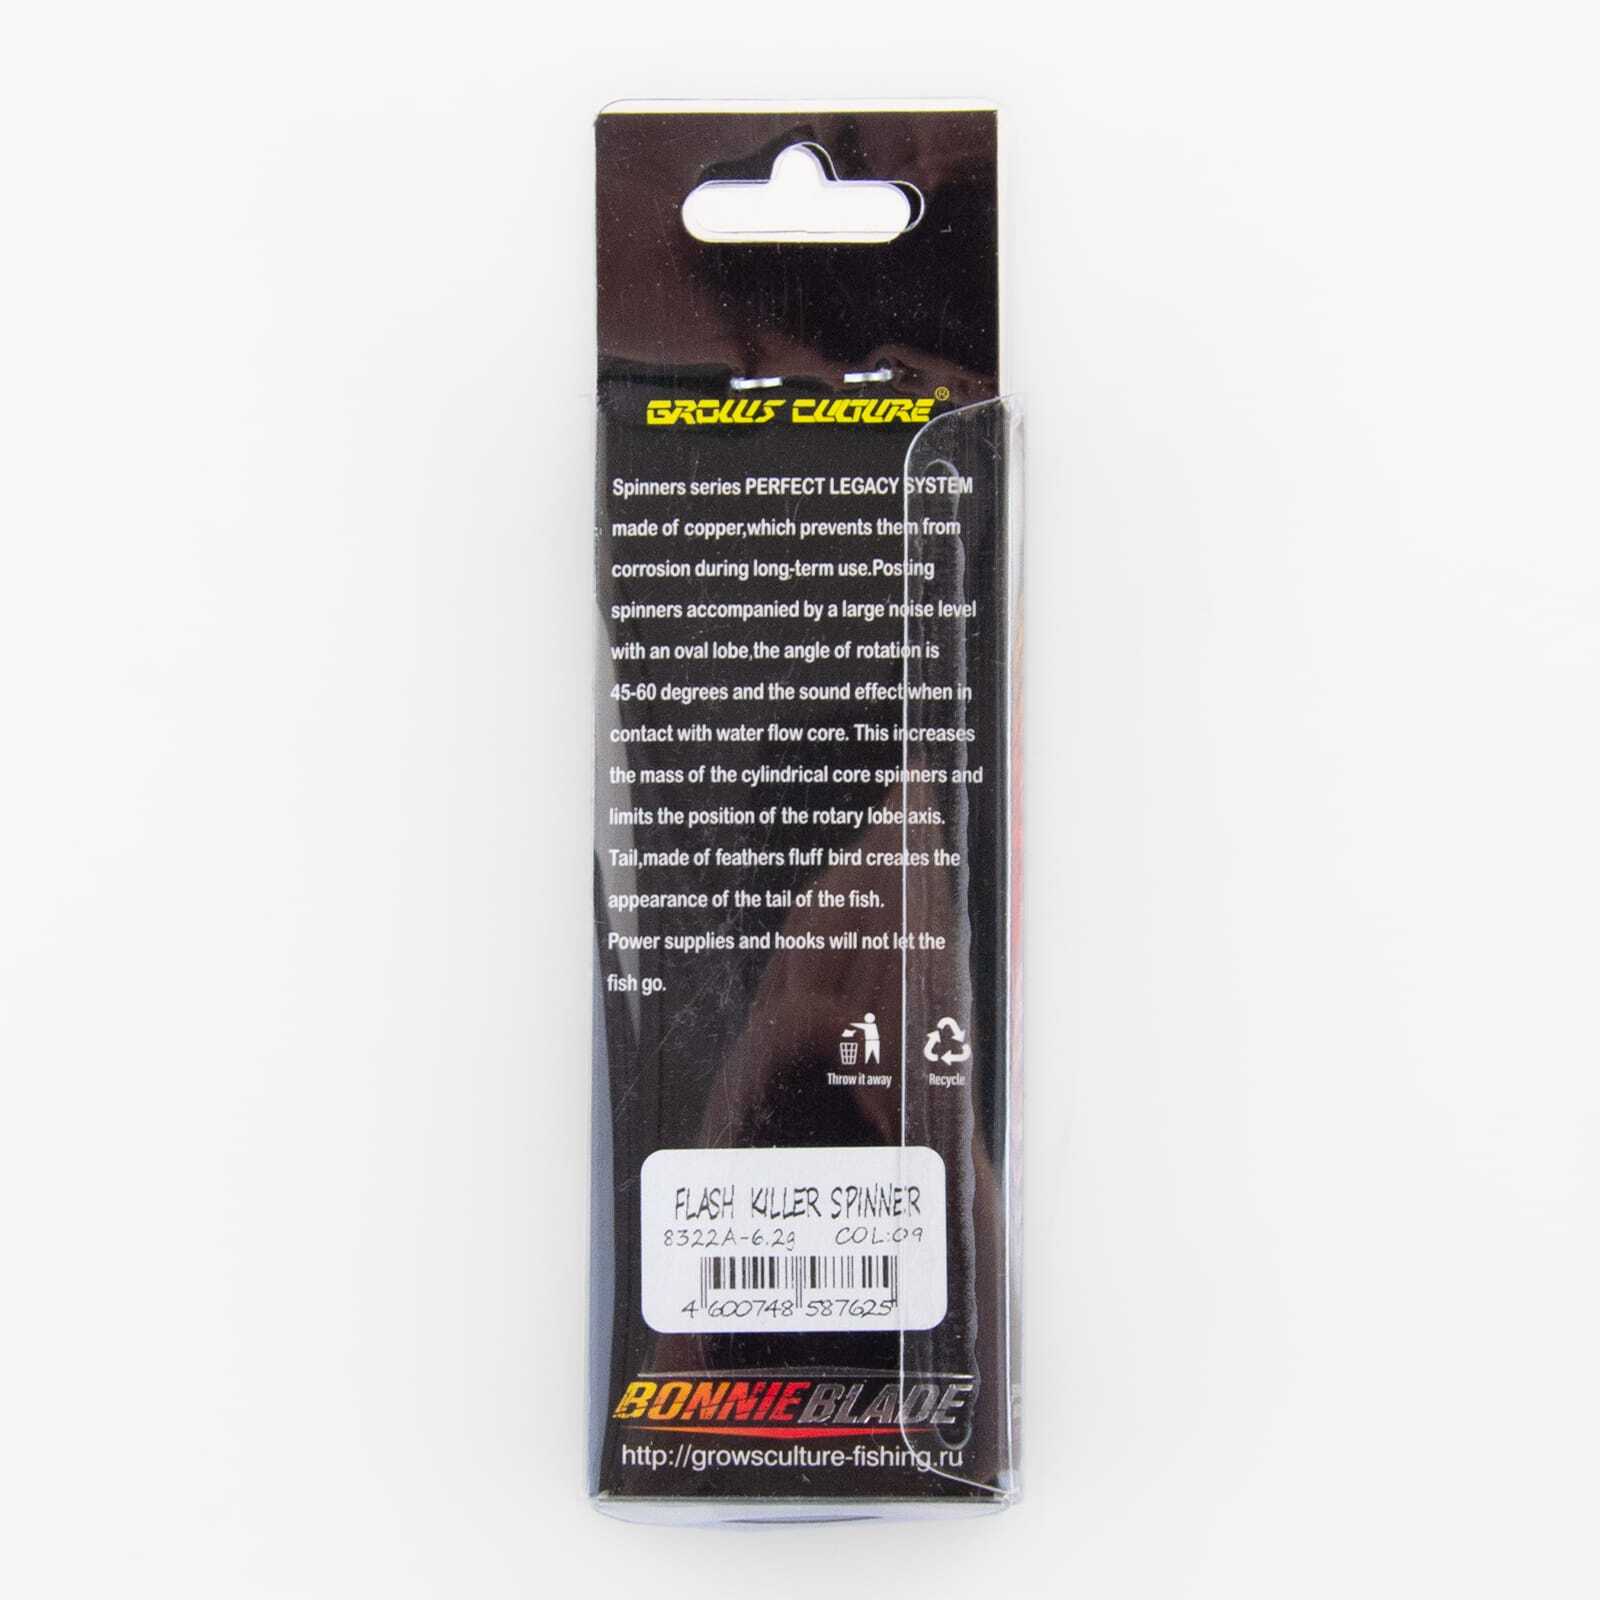 GROWS CULTURE®
Spinners series PERFECT LEGACY SYSTEM
made of copper,which prevents them from
corrosion during long-term use.Posting
spinners accompanied by a large noise level
with an oval lobe,the angle of rotation is
45-60 degrees and the sound effect when in
contact with water flow core. This increases
the mass of the cylindrical core spinners and
limits the position of the rotary lobe axis.
Tail,made of feathers fluff bird creates the
appearance of the tail of the fish.
Power supplies and hooks will not let the
fish go.
Throw it away Recycle
FLASH KILLER SPINNER
8322A-6.2g COL:09
4 600748 587625
BONNIE BLADE
http://growsculture-fishing.ru